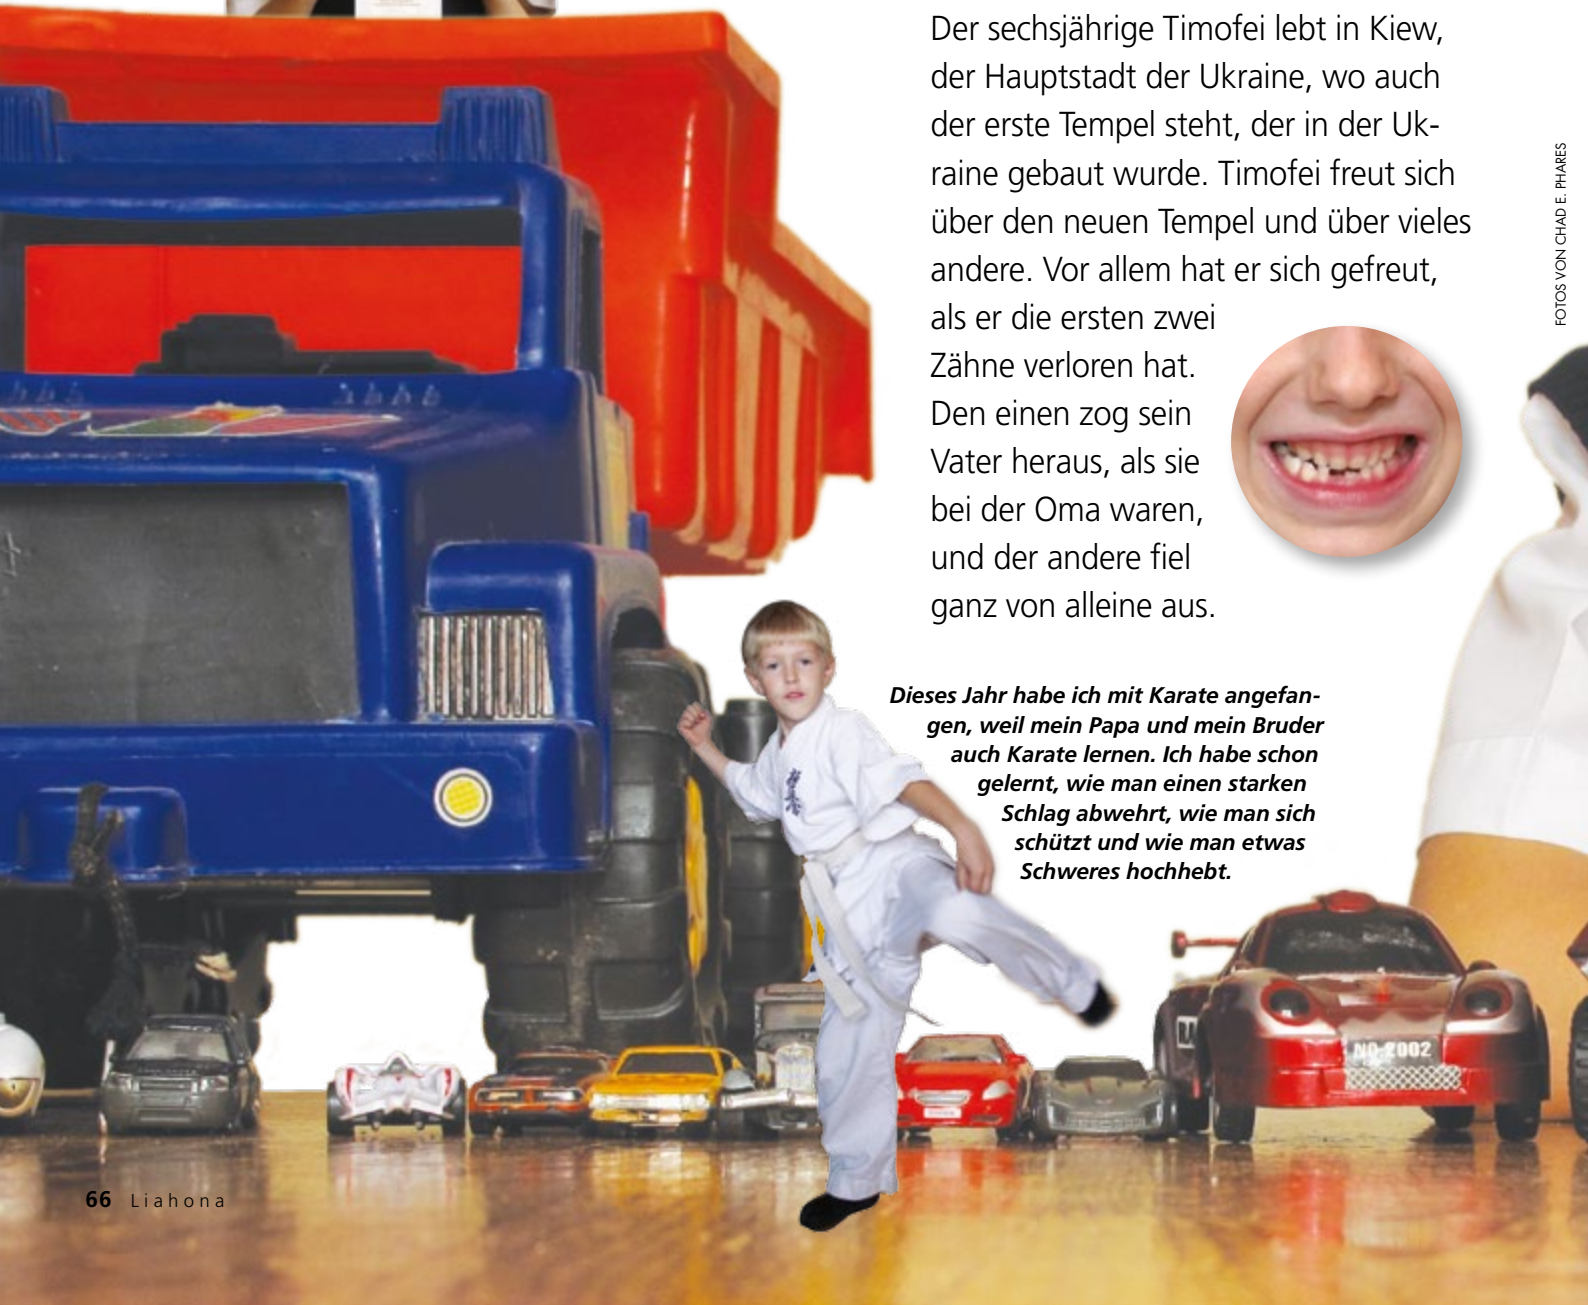 Der sechsjährige Timofei lebt in Kiew,
der Hauptstadt der Ukraine, wo auch
der erste Tempel steht, der in der Uk-
raine gebaut wurde. Timofei freut sich
über den neuen Tempel und über vieles
andere. Vor allem hat er sich gefreut,
als er die ersten zwei
Zähne verloren hat.
Den einen zog sein
Vater heraus, als sie
bei der Oma waren,
und der andere fiel
ganz von alleine aus.
Dieses Jahr habe ich mit Karate angefan-
gen, weil mein Papa und mein Bruder
auch Karate lernen. Ich habe schon
gelernt, wie man einen starken
Schlag abwehrt, wie man sich
schützt und wie man etwas
Schweres hochhebt.
FOTOS VON CHAD E. PHARES
NO-2002
66 Liahona